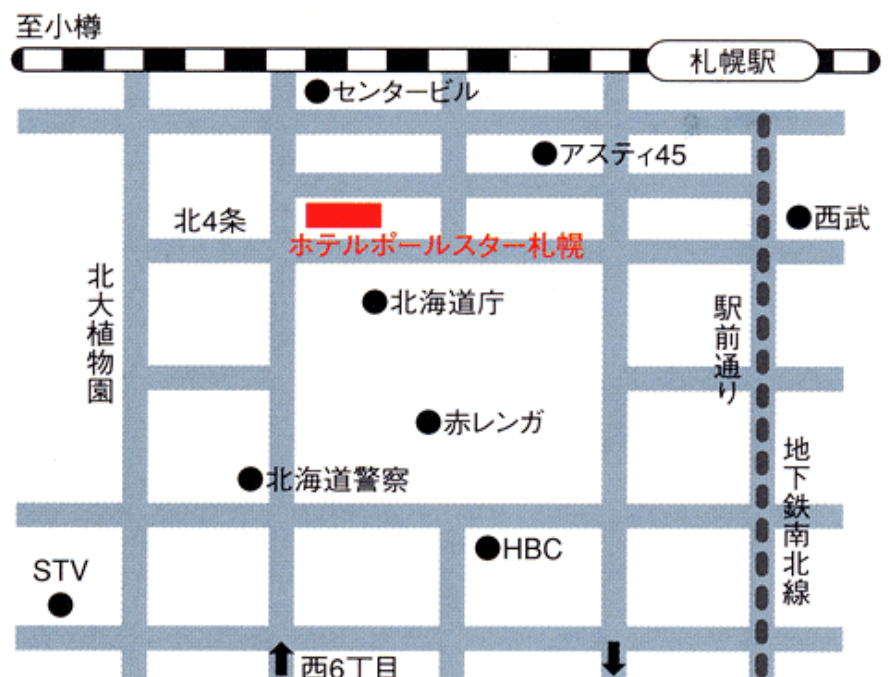 至小樽
札幌駅
センタービル
アスティ45
北4条
西武
ホテルポールスター札幌
北大植物園
北海道庁
駅前通り
赤レンガ
北海道警察
地下鉄南北線
HBC
STV
西6丁目